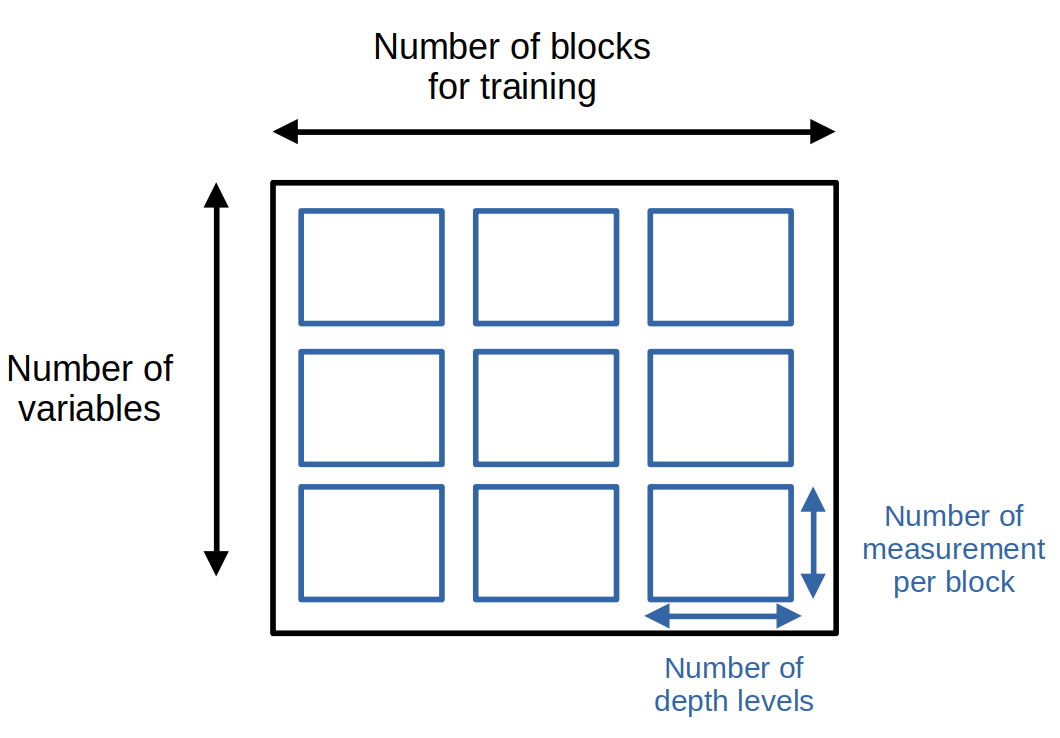 Number of blocks
for training
Number of
variables
Number of
measurement
per block
Number of
depth levels